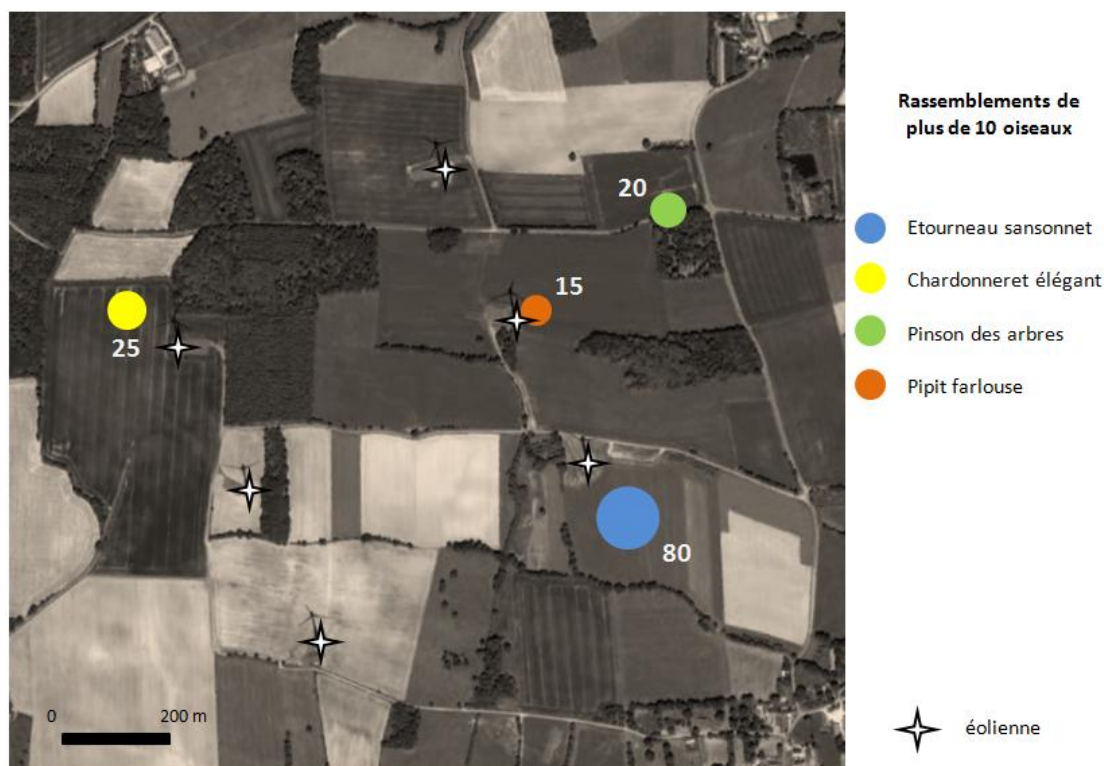 Rassemblements de
plus de 10 oiseaux
20
Etourneau sansonnet
Chardonneret élégant
15
25
Pinson des arbres
Pipit farlouse
80
0 200 m
éolienne